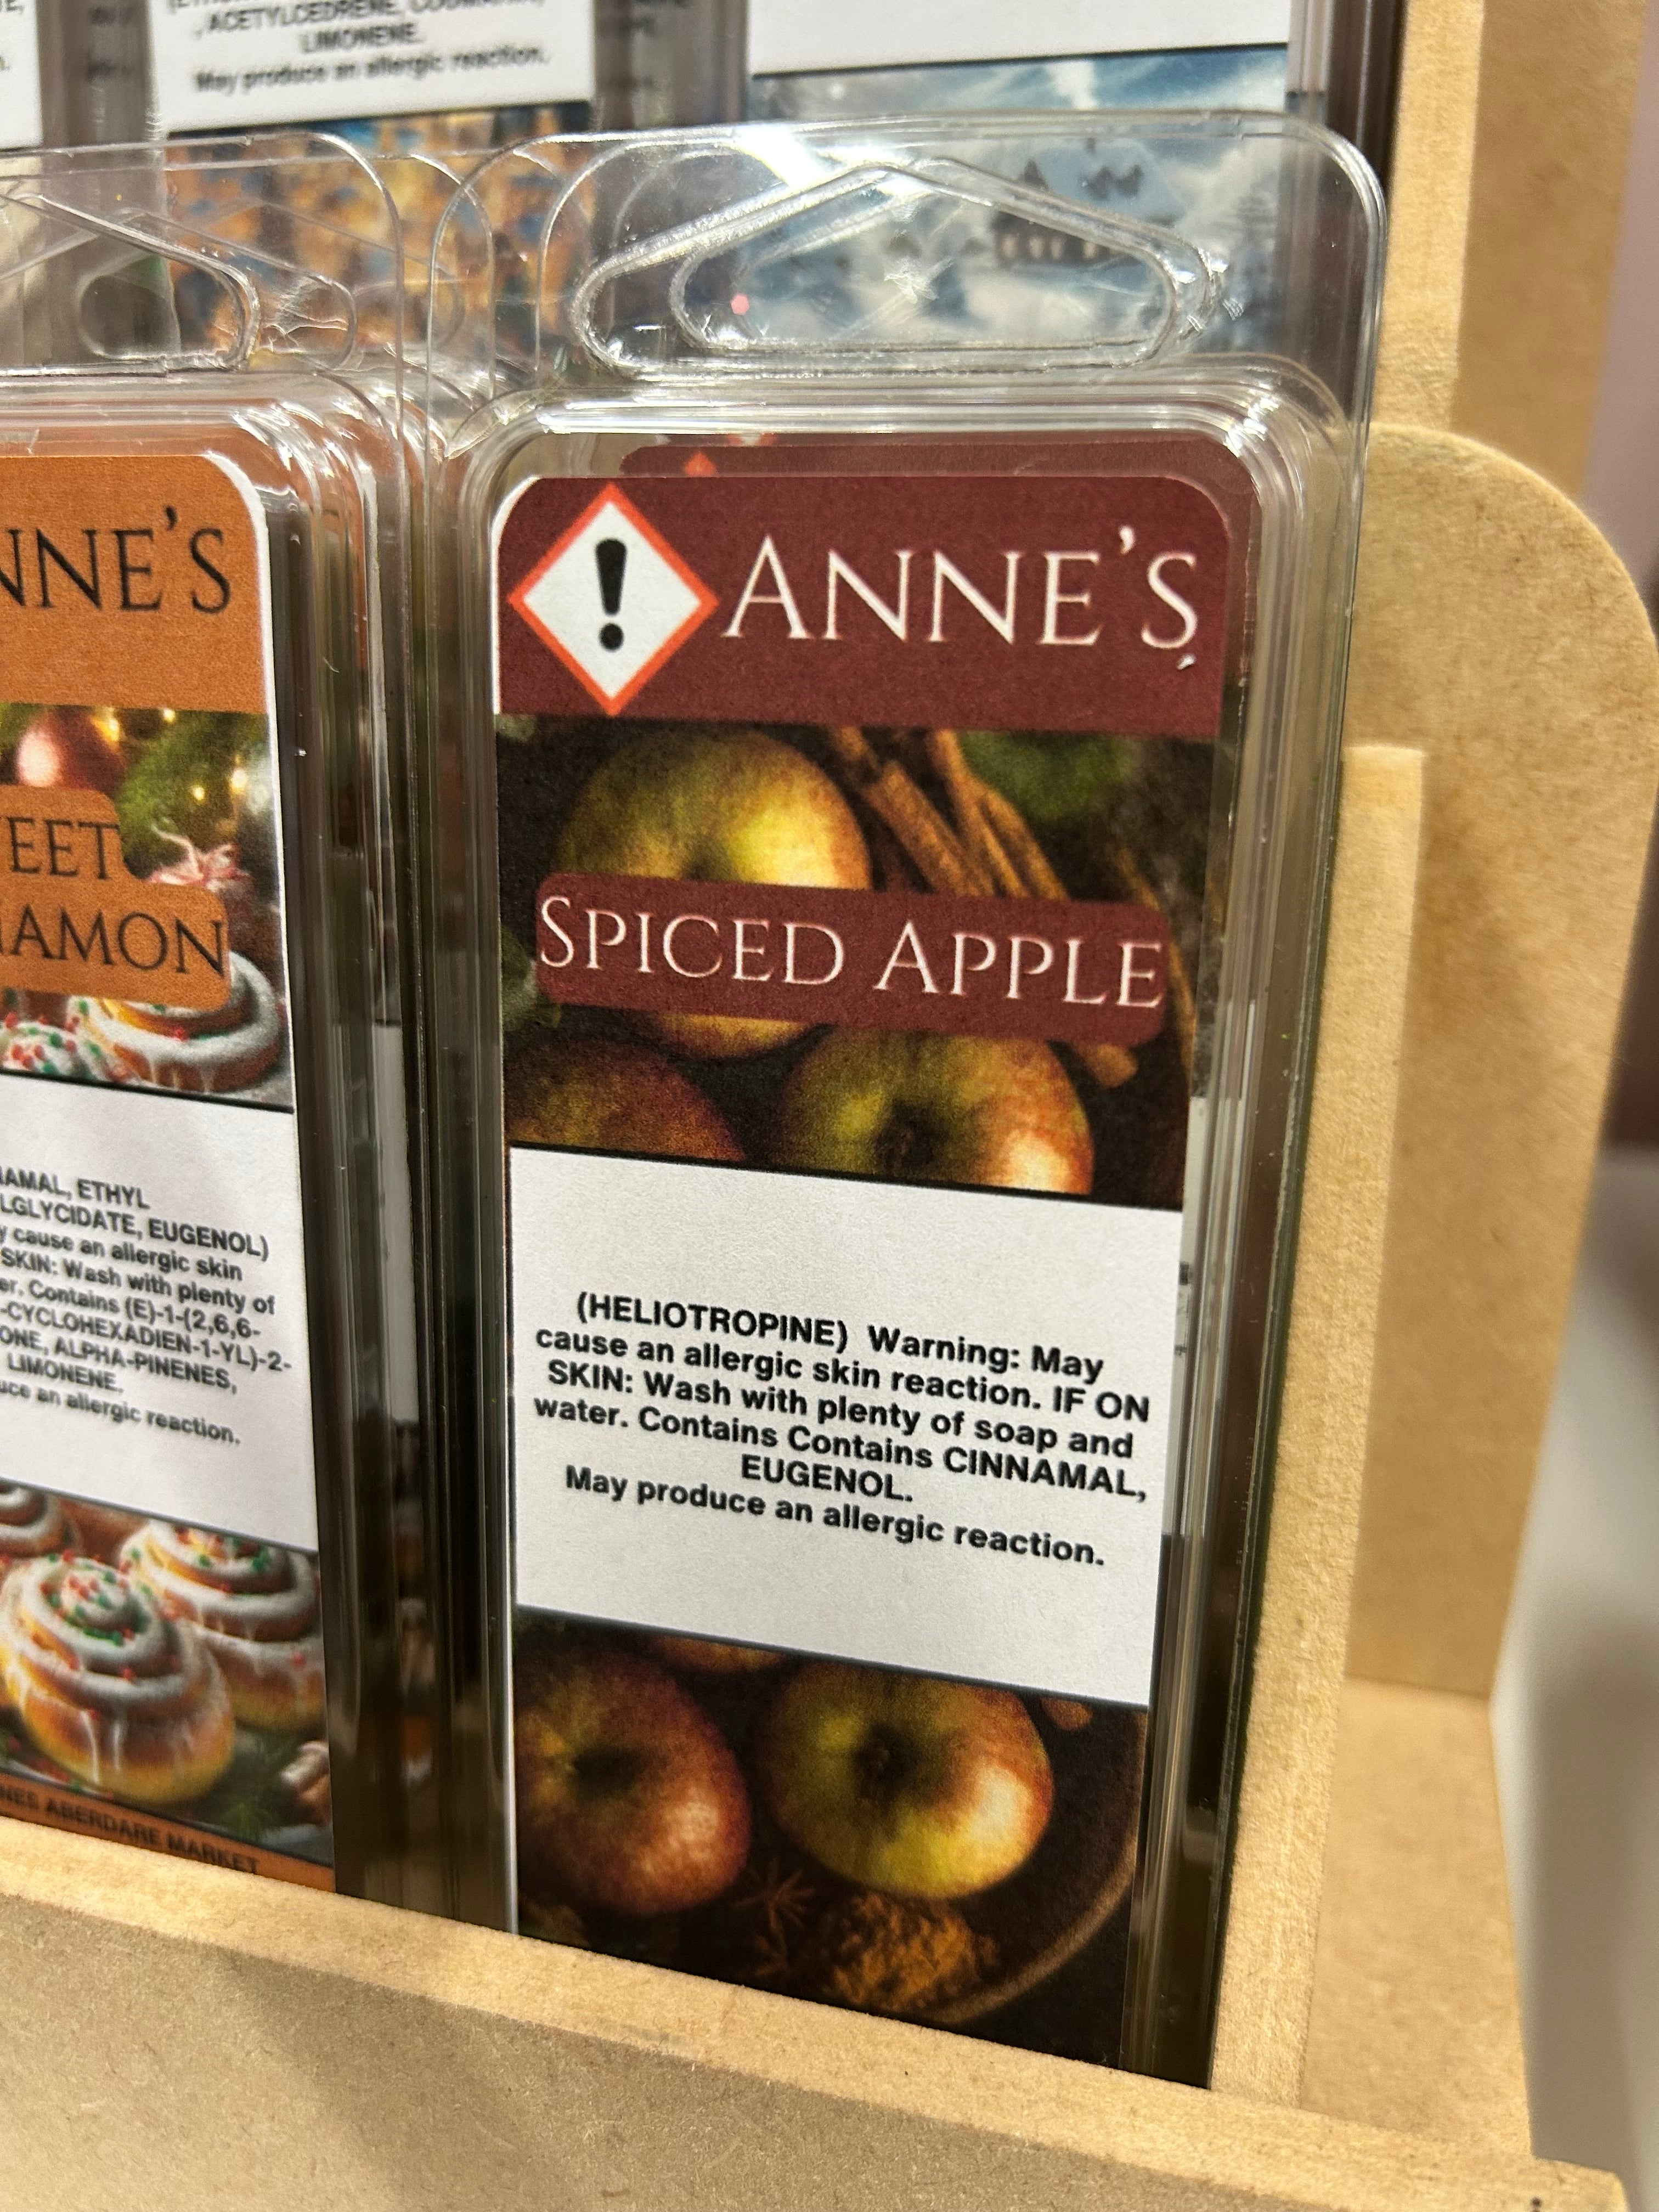 , ACETYLCEDRENE, COUMARIN,
LIMONENE.
May produce an allergic reaction.
ANNE'S
SPICED APPLE
(HELIOTROPINE) Warning: May
cause an allergic skin reaction. IF ON
SKIN: Wash with plenty of soap and
water. Contains Contains CINNAMAL,
EUGENOL.
May produce an allergic reaction.
NNE'S
EET
AMON
AMAL, ETHYL
LGLYCIDATE, EUGENOL)
y cause an allergic skin
SKIN: Wash with plenty of
er. Contains (E)-1-(2,6,6-
-CYCLOHEXADIEN-1-YL)-2-
ONE, ALPHA-PINENES,
LIMONENE.
uce an allergic reaction.
ABERDARE MARKET